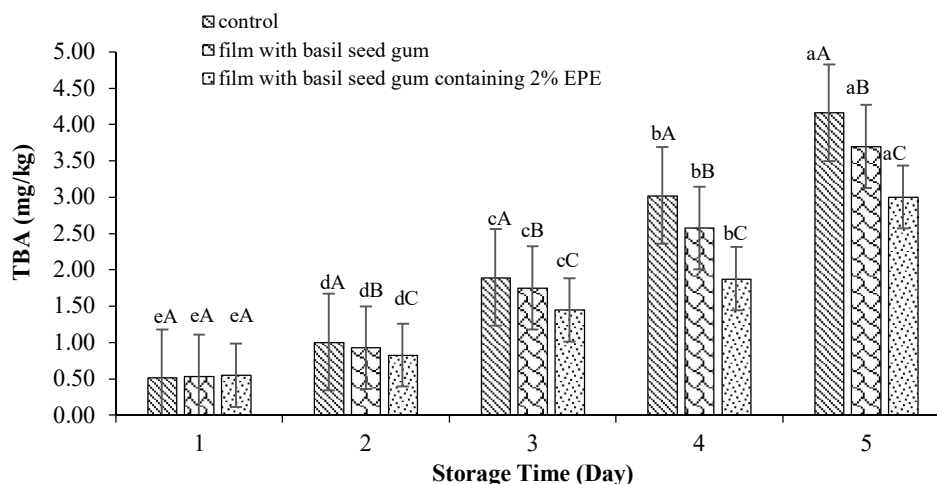 control
film with basil seed gum
film with basil seed gum containing 2% EPE
5.00
4.50
4.00
3.50
3.00
2.50
2.00
1.50
1.00
0.50
0.00
TBA (mg/kg)
eA eA eA
dA dB dC
cA cB cC
bA bB bC
aA aB aC
1 2 3 4 5
Storage Time (Day)